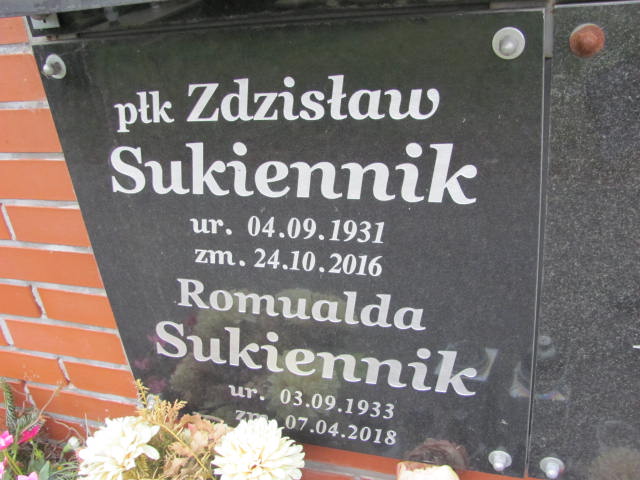 płk Zdzisław
Sukiennik
ur. 04.09.1931
zm. 24.10.2016
Romualda
Sukiennik
ur. 03.09.1933
zm. 07.04.2018